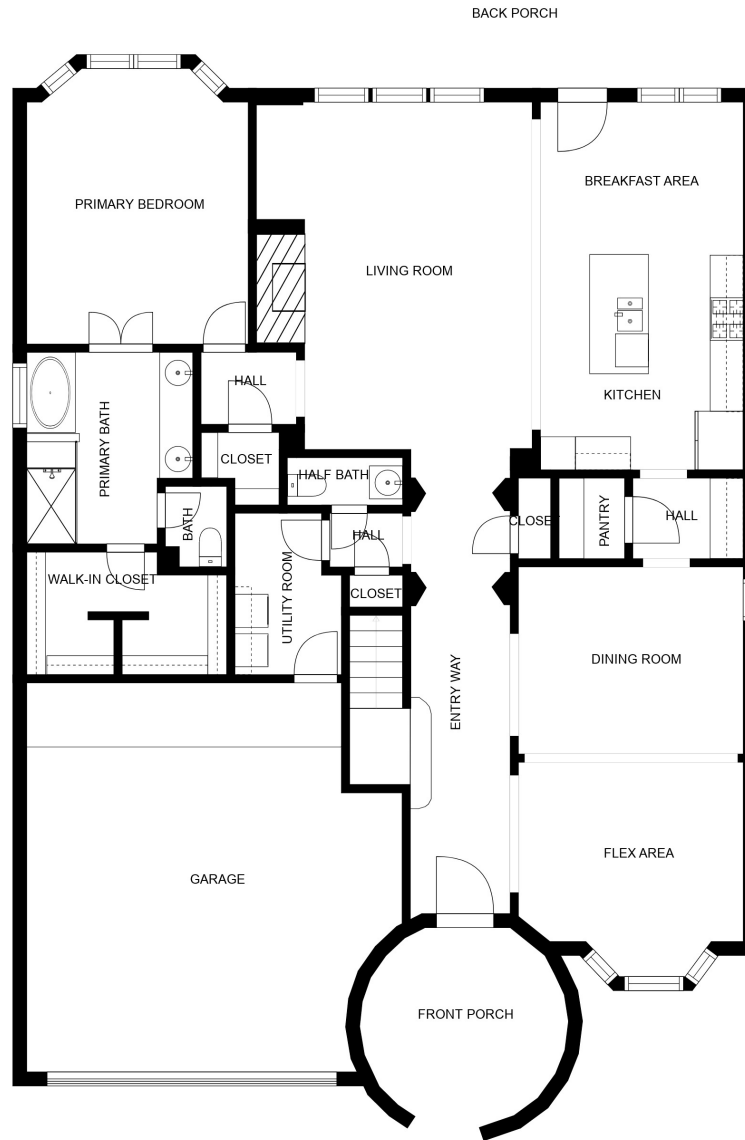 BACK PORCH
BREAKFAST AREA
PRIMARY BEDROOM
LIVING ROOM
HALL
KITCHEN
PRIMARY BATH
CLOSET
HALF BATH
BATH
CLOSET
PANTRY
HALL
HALL
WALK-IN CLOSET
UTILITY ROOM
CLOSET
DINING ROOM
ENTRY WAY
FLEX AREA
GARAGE
FRONT PORCH